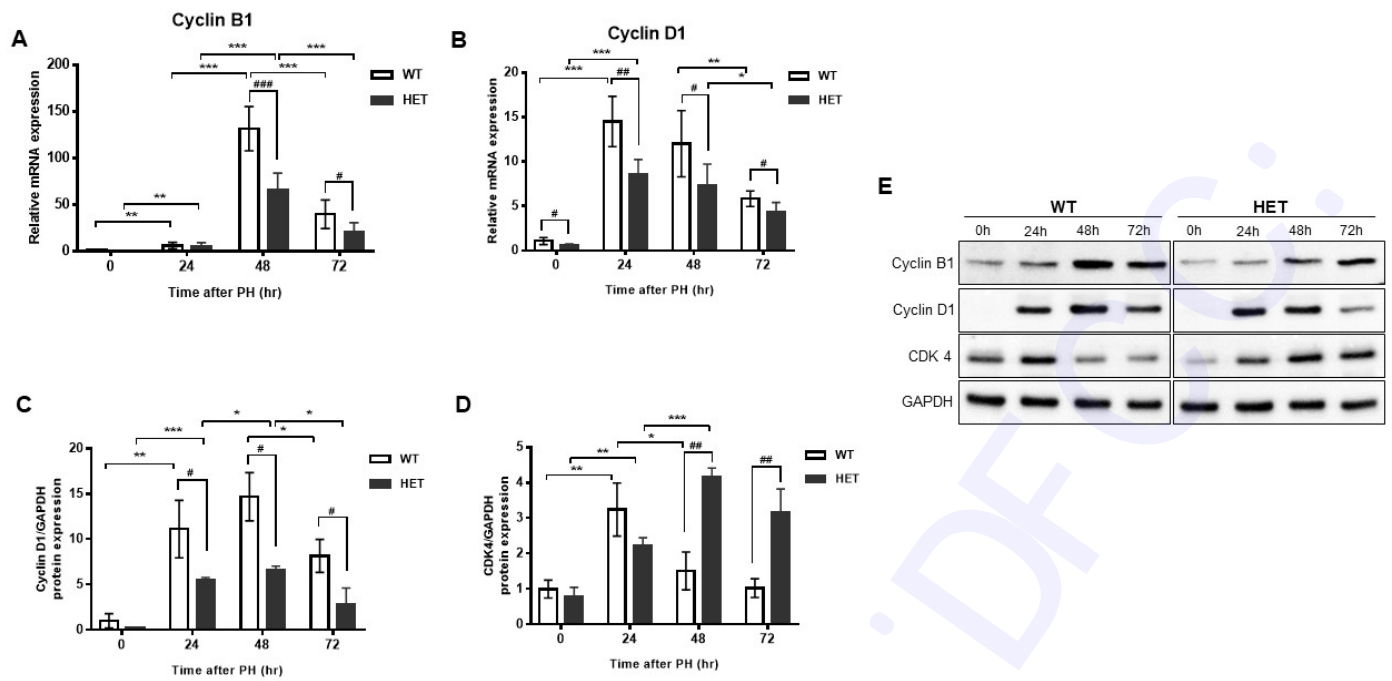 A
Cyclin B1
Relative mRNA expression
200
150
100
50
0
**
**
***
***
***
***
###
#
WT
HET
0
24
48
72
Time after PH (hr)
B
Cyclin D1
Relative mRNA expression
20
15
10
5
0
***
***
**
*
#
##
#
#
WT
HET
0
24
48
72
Time after PH (hr)
C
Cyclin D1/GAPDH
protein expression
20
15
10
5
0
**
***
*
*
*
#
#
#
WT
HET
0
24
48
72
Time after PH (hr)
D
CDK4/GAPDH
protein expression
5
4
3
2
1
0
**
**
*
***
##
##
WT
HET
0
24
48
72
Time after PH (hr)
E
WT HET
0h 24h 48h 72h 0h 24h 48h 72h
Cyclin B1
Cyclin D1
CDK 4
GAPDH